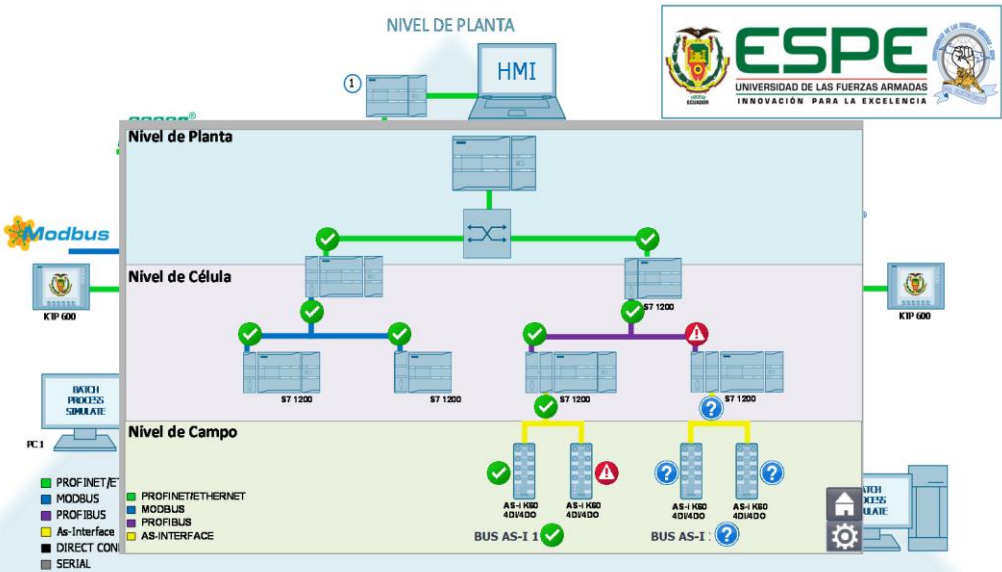 NIVEL DE PLANTA
1
HMI
ESPE
UNIVERSIDAD DE LAS FUERZAS ARMADAS
INNOVACIÓN PARA LA EXCELENCIA
ECUADOR
Nivel de Planta
Modbus
KTP 600
Nivel de Célula
S7 1200
KTP 600
S7 1200
S7 1200
S7 1200
S7 1200
BATCH
PROCESS
SIMULATE
PC 1
Nivel de Campo
PROFINET/ET
MODBUS
PROFIBUS
As-Interface
DIRECT CON
SERIAL
PROFINET/ETHERNET
MODBUS
PROFIBUS
AS-INTERFACE
AS-i K60
4DI/4DO
AS-i K60
4DI/4DO
AS-i K60
4DI/4DO
AS-i K60
4DI/4DO
BUS AS-I 1
BUS AS-I